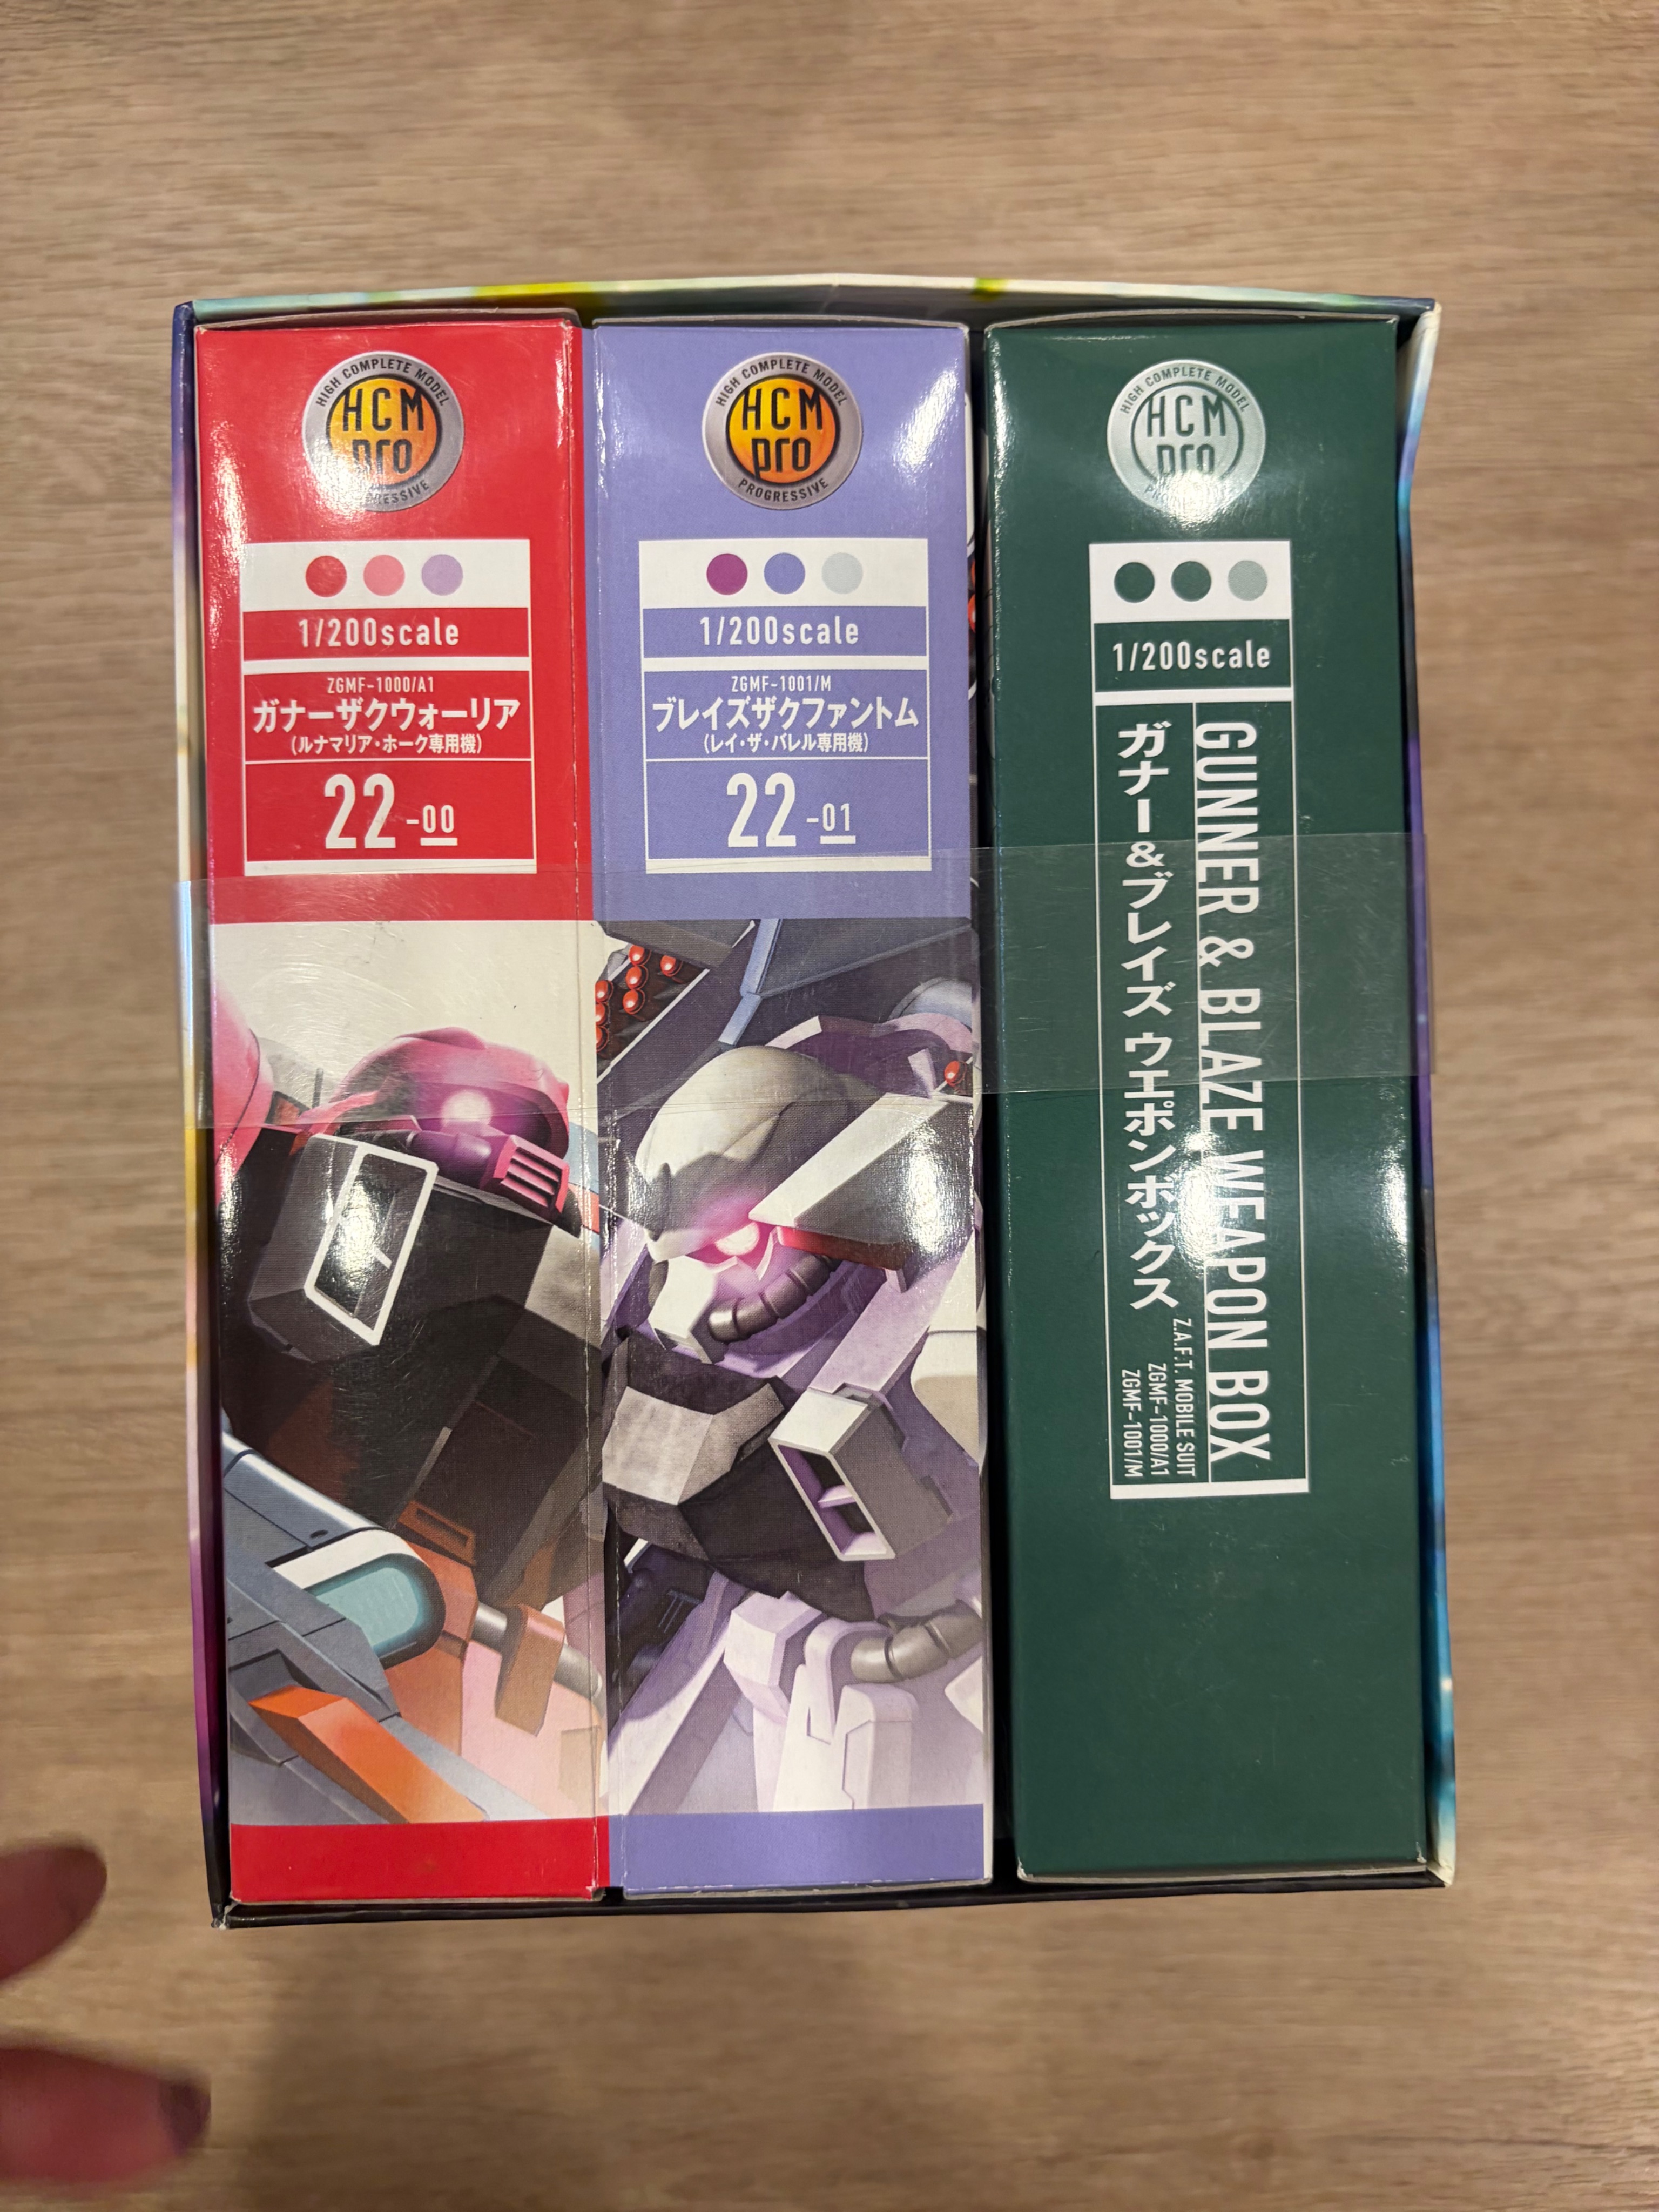 HIGH COMPLETE MODEL
HCM
pro
PROGRESSIVE
1/200scale
ZGMF-1000/A1
ガナーザクウォーリア
(ルナマリア・ホーク専用機)
22-00
HIGH COMPLETE MODEL
HCM
pro
PROGRESSIVE
1/200scale
ZGMF-1001/M
ブレイズザクファントム
(レイ・ザ・バレル専用機)
22-01
HIGH COMPLETE MODEL
HCM
pro
1/200scale
GUNNER & BLAZE WEAPON BOX
ガナー&ブレイズ ウエポンボックス
Z.A.F.T. MOBILE SUIT
ZGMF-1000/A1
ZGMF-1001/M